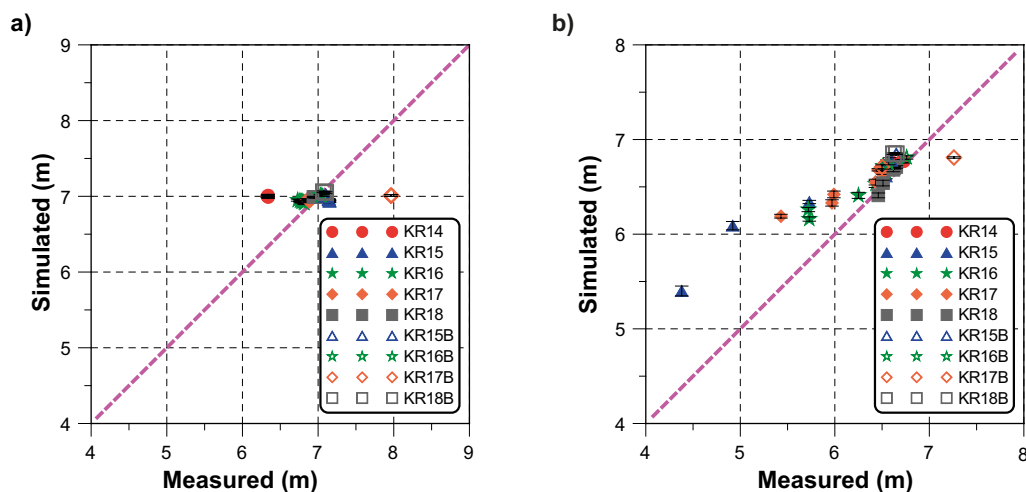 a)
9
8
7
6
5
4
Simulated (m)
4 5 6 7 8 9
Measured (m)
KR14
KR15
KR16
KR17
KR18
KR15B
KR16B
KR17B
KR18B
b)
8
7
6
5
4
Simulated (m)
4 5 6 7 8
Measured (m)
KR14
KR15
KR16
KR17
KR18
KR15B
KR16B
KR17B
KR18B